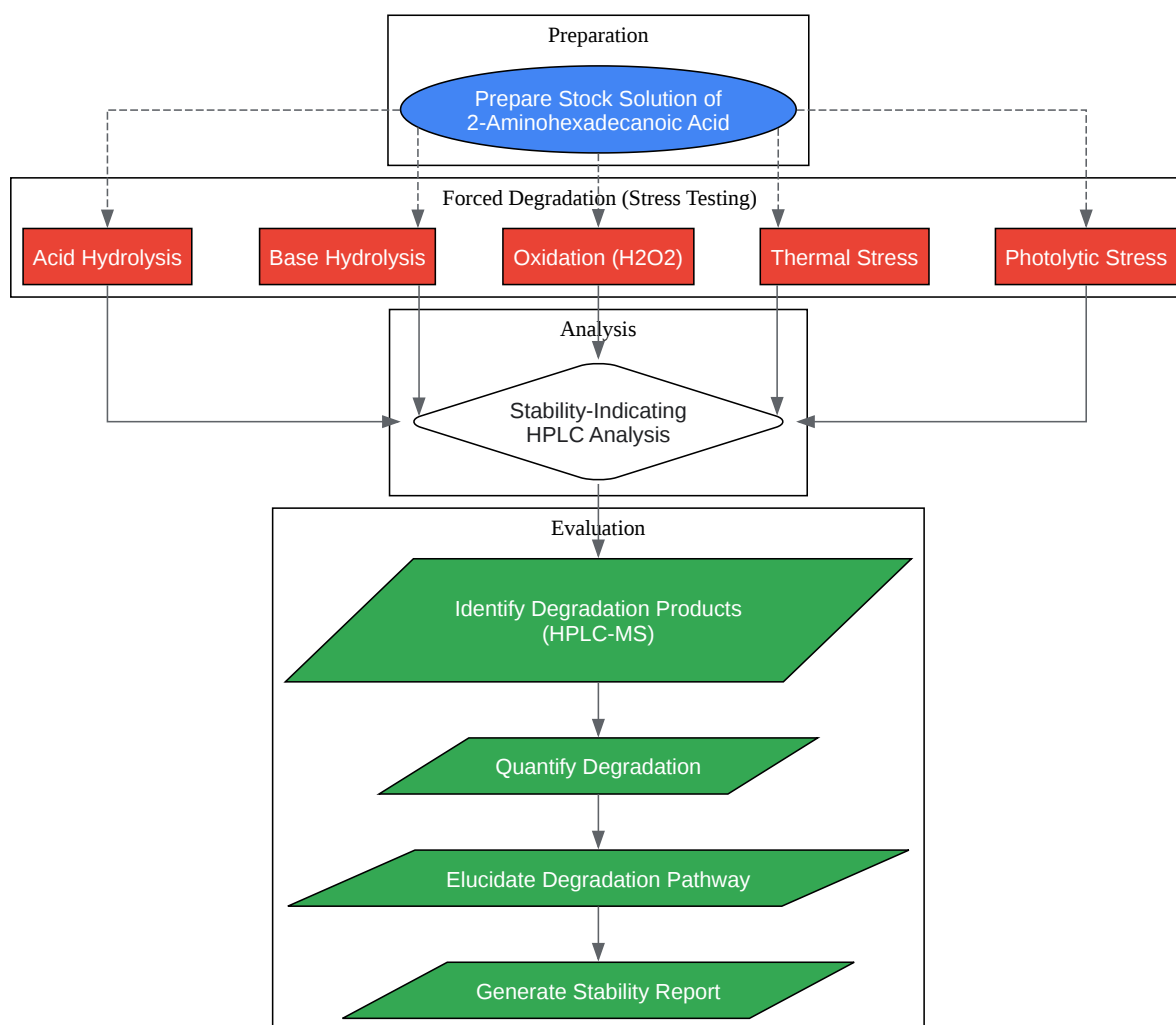 Preparation
Prepare Stock Solution of
2-Aminohexadecanoic Acid
Forced Degradation (Stress Testing)
Acid Hydrolysis
Base Hydrolysis
Oxidation (H2O2)
Thermal Stress
Photolytic Stress
Analysis
Stability-Indicating
HPLC Analysis
Evaluation
Identify Degradation Products
(HPLC-MS)
Quantify Degradation
Elucidate Degradation Pathway
Generate Stability Report